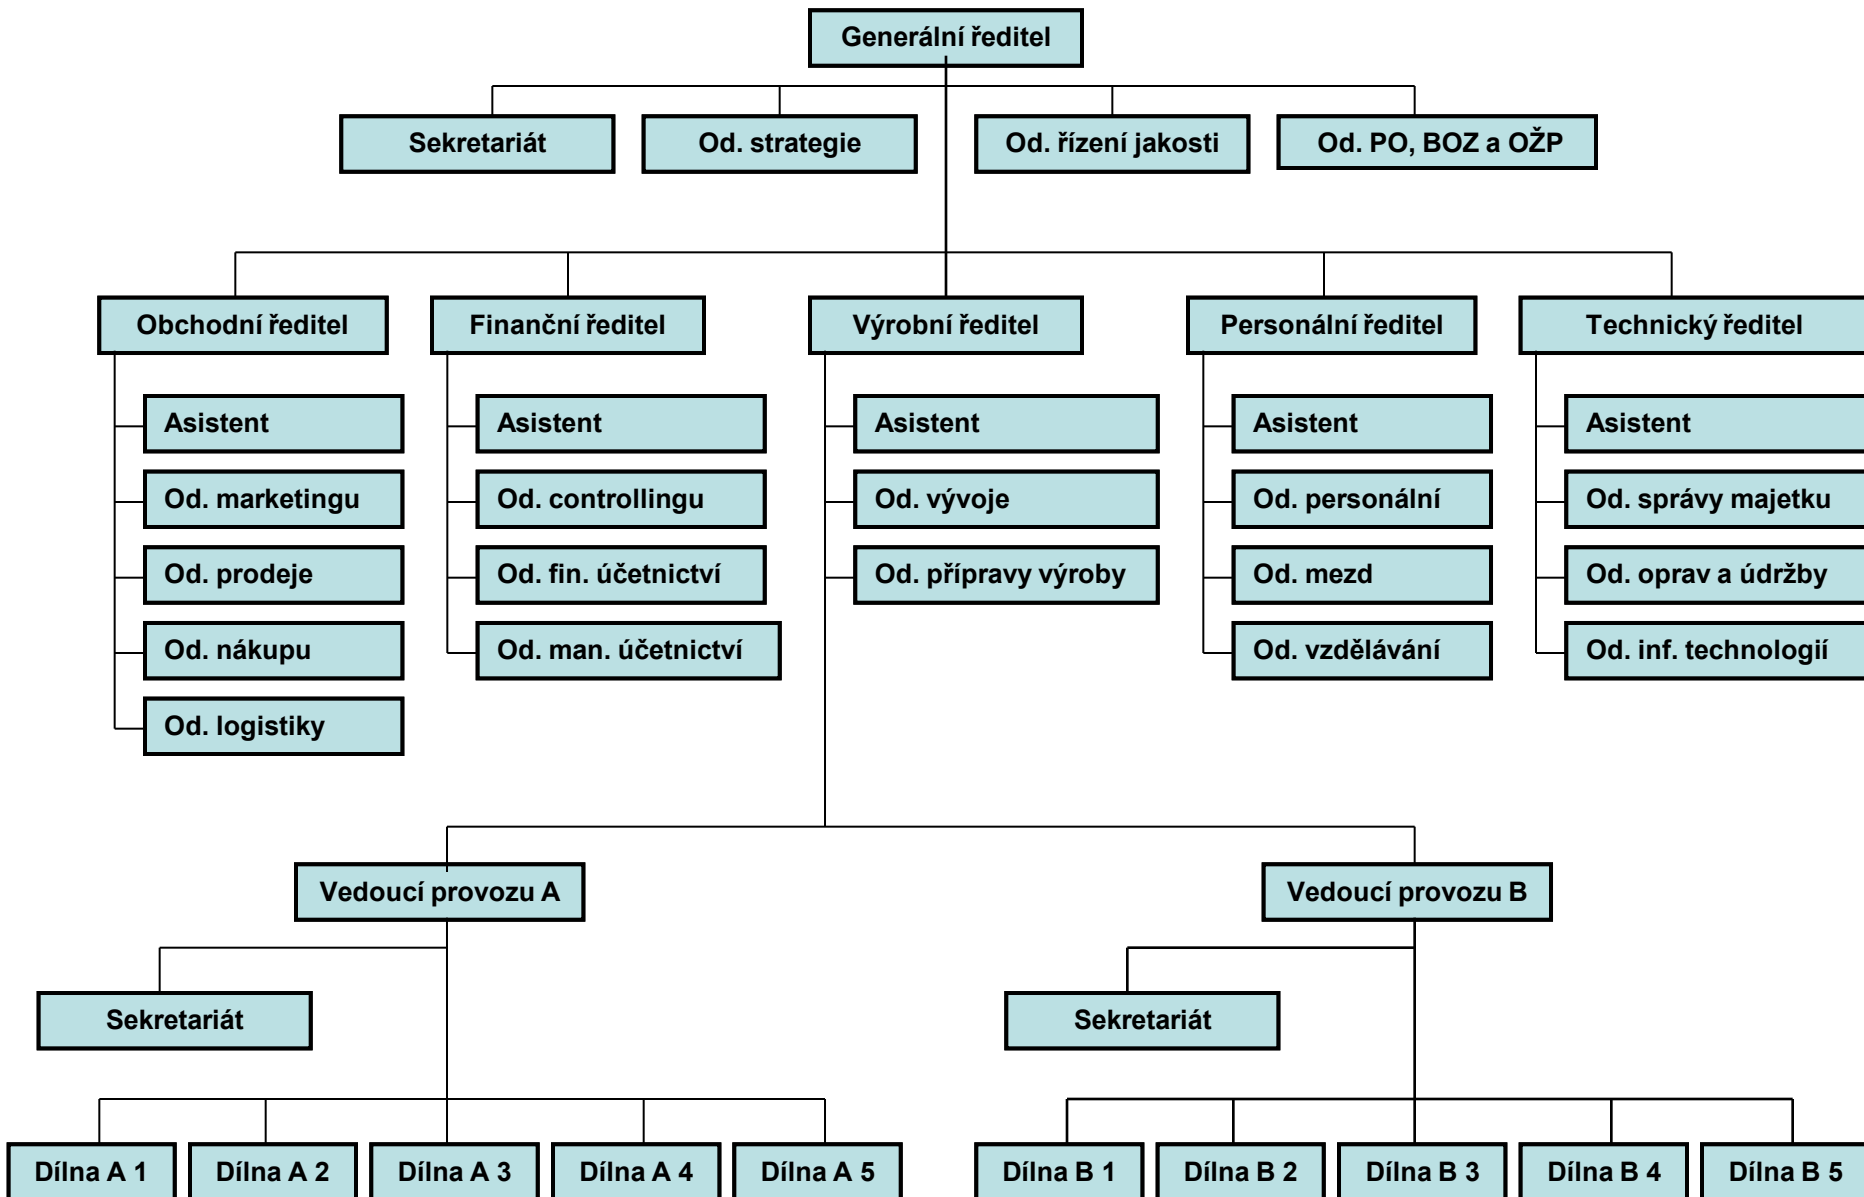 Generální ředitel
Sekretariát
Od. strategie
Od. řízení jakosti
Od. PO, BOZ a OŽP
Obchodní ředitel
Finanční ředitel
Výrobní ředitel
Personální ředitel
Technický ředitel
Asistent
Asistent
Asistent
Asistent
Asistent
Od. marketingu
Od. controllingu
Od. vývoje
Od. personální
Od. správy majetku
Od. prodeje
Od. fin. účetnictví
Od. přípravy výroby
Od. mezd
Od. oprav a údržby
Od. nákupu
Od. man. účetnictví
Od. vzdělávání
Od. inf. technologií
Od. logistiky
Vedoucí provozu A
Vedoucí provozu B
Sekretariát
Sekretariát
Dílna A 1
Dílna A 2
Dílna A 3
Dílna A 4
Dílna A 5
Dílna B 1
Dílna B 2
Dílna B 3
Dílna B 4
Dílna B 5